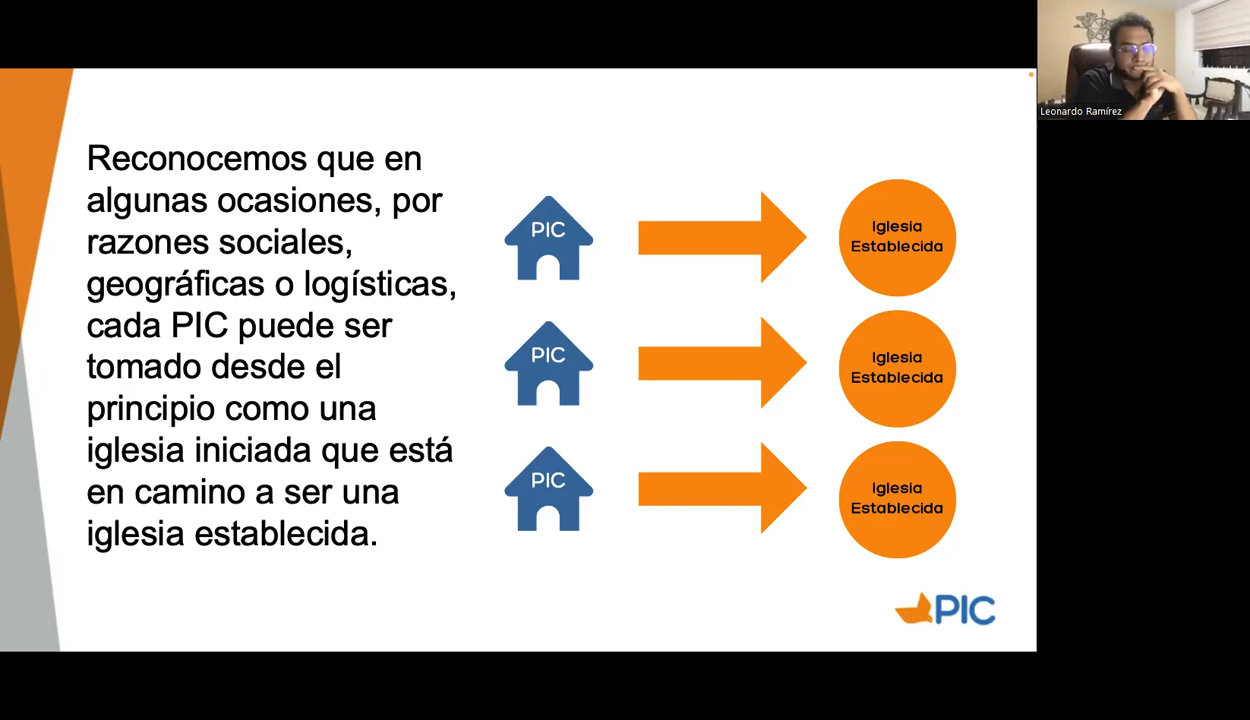 Reconocemos que en
algunas ocasiones, por
razones sociales,
geográficas o logísticas,
cada PIC puede ser
tomado desde el
principio como una
iglesia iniciada que está
en camino a ser una
iglesia establecida.
PIC
Iglesia
Establecida
PIC
Iglesia
Establecida
PIC
Iglesia
Establecida
PIC
Leonardo Ramírez